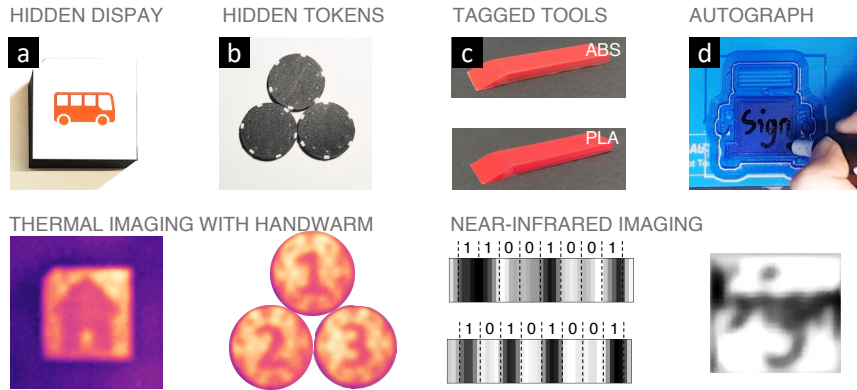 HIDDEN DISPAY
HIDDEN TOKENS
TAGGED TOOLS
AUTOGRAPH
a
b
c
ABS
PLA
d
Sign
THERMAL IMAGING WITH HANDWARM
NEAR-INFRARED IMAGING
1
2
3
1 1 0 0 1 0 0 1
1 0 1 0 1 0 1 0 1